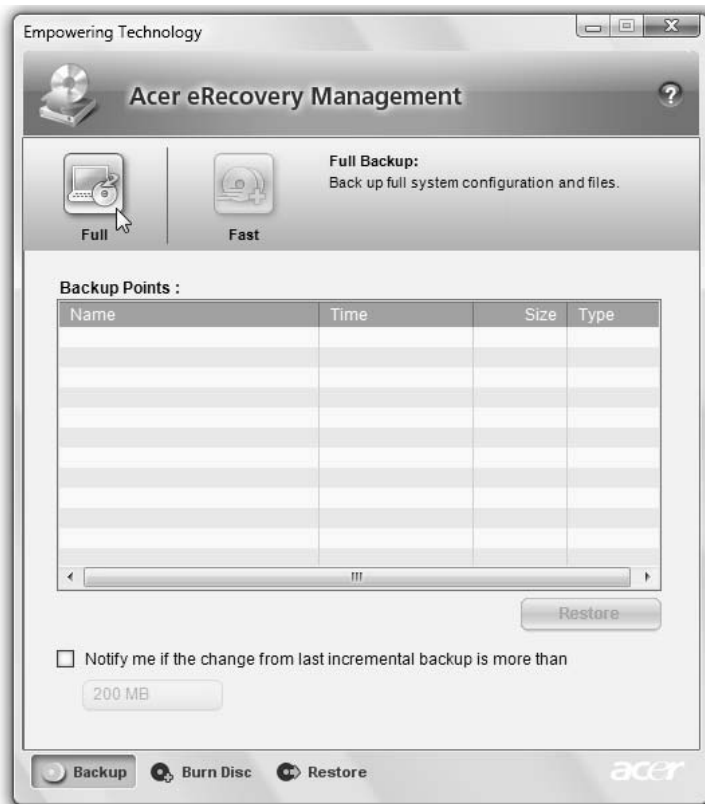 Empowering Technology
Acer eRecovery Management
?
Full
Fast
Full Backup:
Back up full system configuration and files.
Backup Points :
Name Time Size Type
Restore
Notify me if the change from last incremental backup is more than
200 MB
Backup Burn Disc Restore
acer